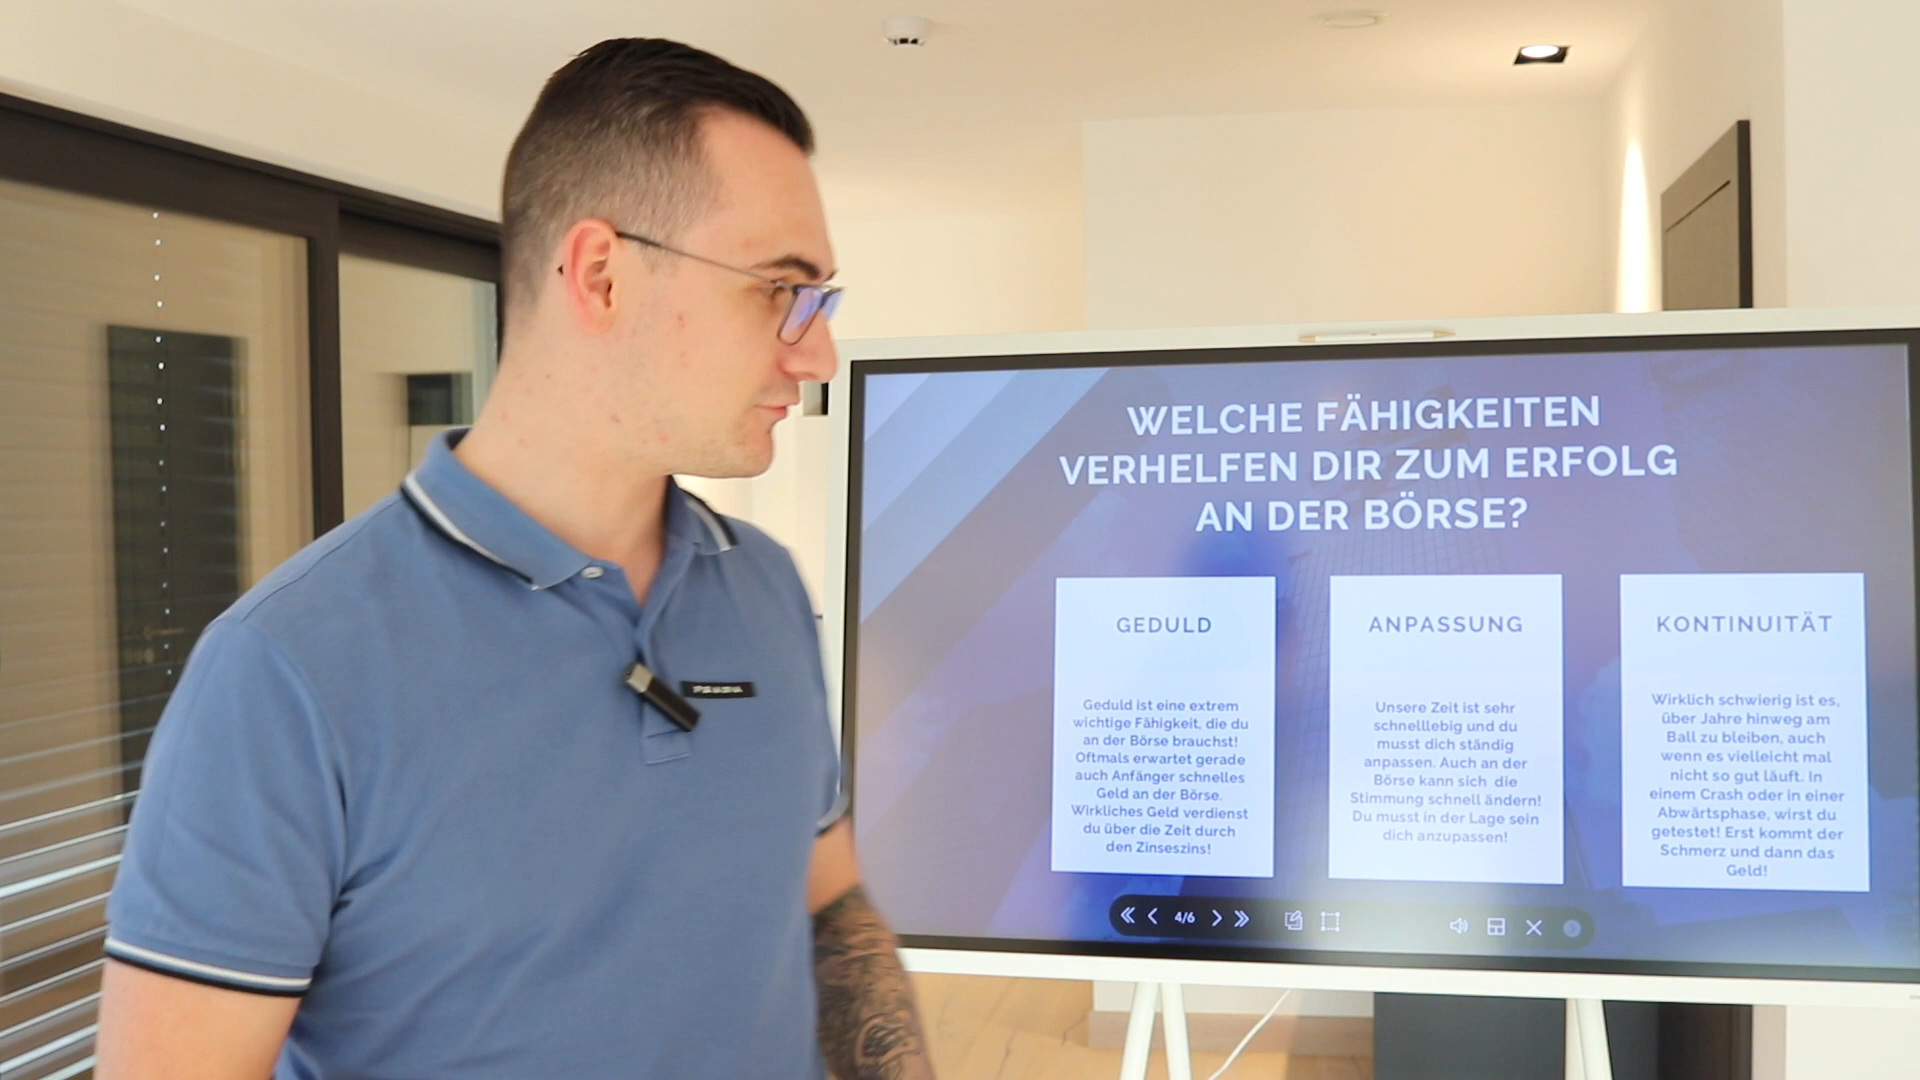 WELCHE FÄHIGKEITEN
VERHELFEN DIR ZUM ERFOLG
AN DER BÖRSE?
GEDULD
Geduld ist eine extrem
wichtige Fähigkeit, die du
an der Börse brauchst!
Oftmals erwartet gerade
auch Anfänger schnelles
Geld an der Börse.
Wirkliches Geld verdienst
du über die Zeit durch
den Zinseszins!
ANPASSUNG
Unsere Zeit ist sehr
schnelllebig und du
musst dich ständig
anpassen. Auch an der
Börse kann sich die
Stimmung schnell ändern!
Du musst in der Lage sein
dich anzupassen!
KONTINUITÄT
Wirklich schwierig ist es,
über Jahre hinweg am
Ball zu bleiben, auch
wenn es vielleicht mal
nicht so gut läuft. In
einem Crash oder in einer
Abwärtsphase, wirst du
getestet! Erst kommt der
Schmerz und dann das
Geld!
4/6